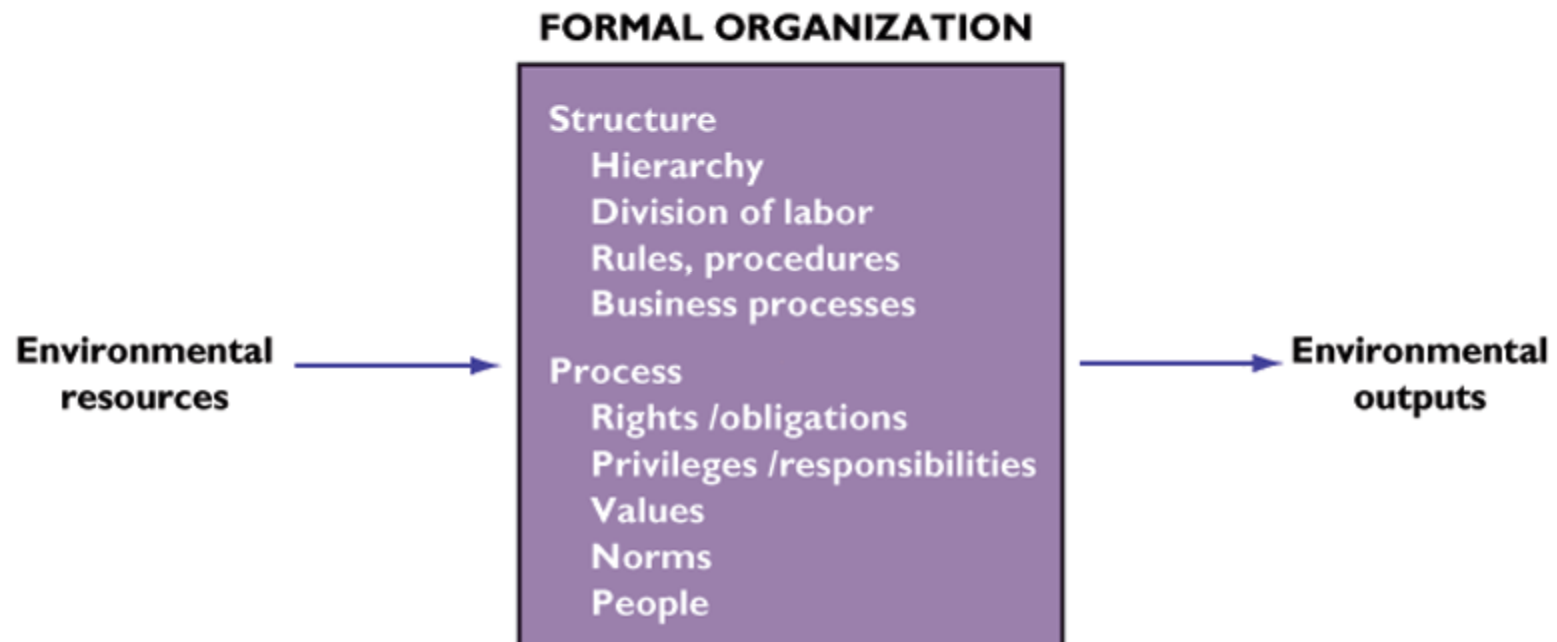 FORMAL ORGANIZATION
Structure
Hierarchy
Division of labor
Rules, procedures
Business processes
Environmental
resources
Process
Rights /obligations
Privileges /responsibilities
Values
Norms
People
Environmental
outputs